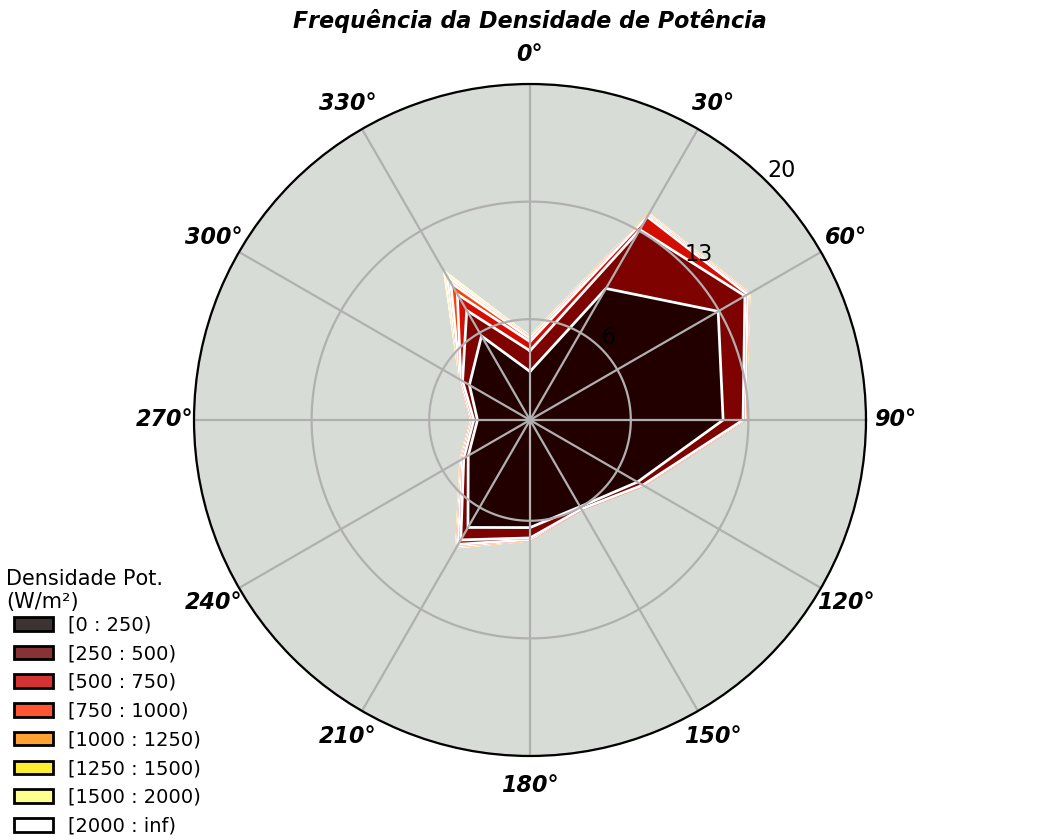 Frequência da Densidade de Potência
0°
330°
30°
20
300°
60°
13
6
270°
90°
240°
120°
210°
150°
180°
Densidade Pot.
(W/m²)
[0 : 250)
[250 : 500)
[500 : 750)
[750 : 1000)
[1000 : 1250)
[1250 : 1500)
[1500 : 2000)
[2000 : inf)